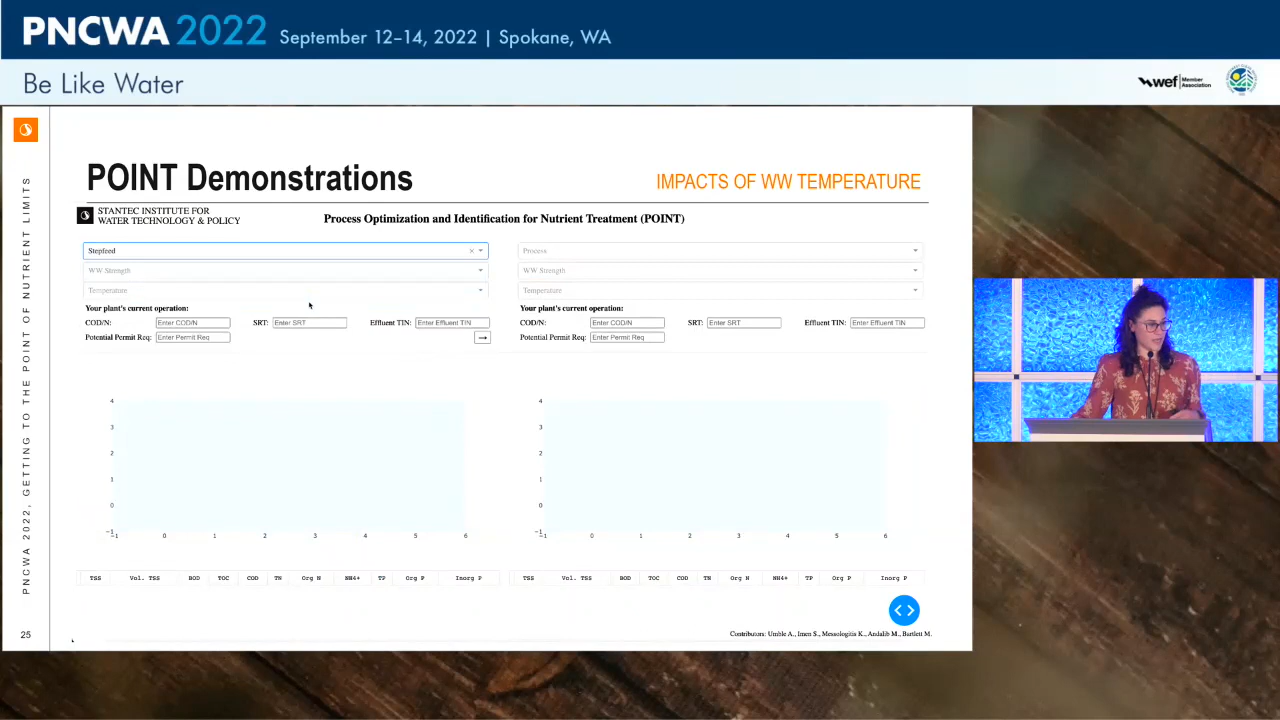 PNCWA 2022 September 12–14, 2022 | Spokane, WA
Be Like Water
wef Member Association
POINT Demonstrations
IMPACTS OF WW TEMPERATURE
STANTEC INSTITUTE FOR
WATER TECHNOLOGY & POLICY
Process Optimization and Identification for Nutrient Treatment (POINT)
Stepfeed ×
Process
WW Strength
WW Strength
Temperature
Temperature
Your plant's current operation:
Your plant's current operation:
COD/N: Enter COD/N SRT: Enter SRT Effluent TIN: Enter Effluent TIN
COD/N: Enter COD/N SRT: Enter SRT Effluent TIN: Enter Effluent TIN
Potential Permit Req: Enter Permit Req →
Potential Permit Req: Enter Permit Req
4
3
2
1
0
−1
−1 0 1 2 3 4 5 6
4
3
2
1
0
−1
−1 0 1 2 3 4 5 6
TSS Vol. TSS BOD TOC COD TN Org N NH4+ TP Org P Inorg P
TSS Vol. TSS BOD TOC COD TN Org N NH4+ TP Org P Inorg P
Contributors: Umble A., Imen S., Messologitis K., Andalib M., Bartlett M.
PNCWA 2022, GETTING TO THE POINT OF NUTRIENT LIMITS
25